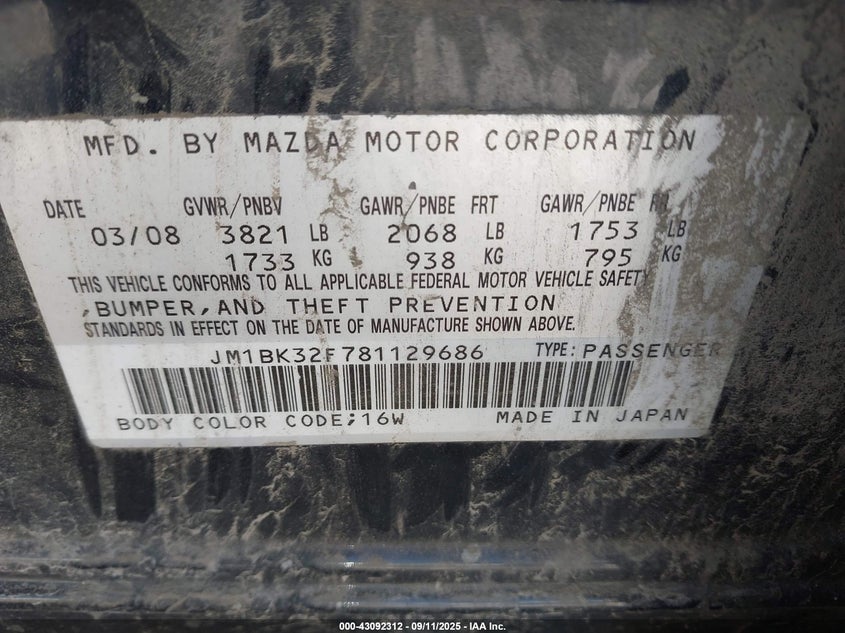 MFD. BY MAZDA MOTOR CORPORATION
DATE GVWR/PNBV GAWR/PNBE FRT GAWR/PNBE
03/08 3821 LB 2068 LB 1753 LB
1733 KG 938 KG 795 KG
THIS VEHICLE CONFORMS TO ALL APPLICABLE FEDERAL MOTOR VEHICLE SAFETY
,BUMPER,AND THEFT PREVENTION
STANDARDS IN EFFECT ON THE DATE OF MANUFACTURE SHOWN ABOVE.
JM1BK32F781129686 TYPE: PASSENGER
BODY COLOR CODE;16W MADE IN JAPAN
000-43092312 - 09/11/2025 - IAA Inc.